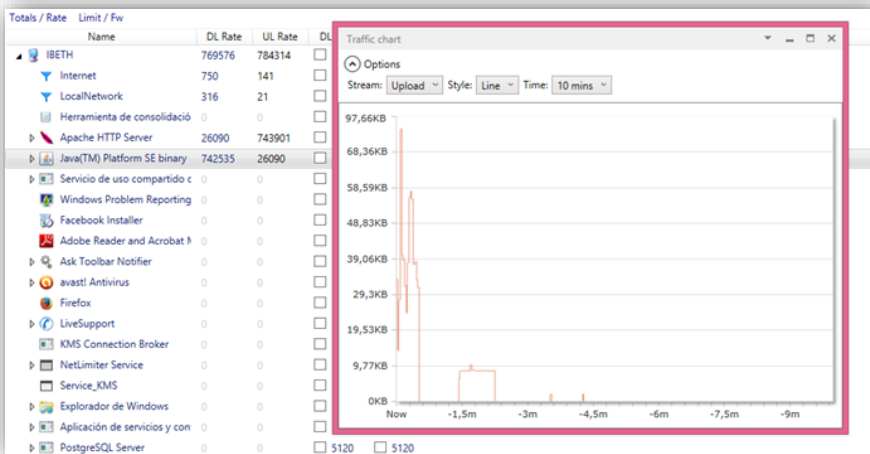 Totals / Rate Limit / Fw
Name DL Rate UL Rate DL
IBETH 769576 784314
Internet 750 141
LocalNetwork 316 21
Herramienta de consolidació 0 0
Apache HTTP Server 26090 743901
Java(TM) Platform SE binary 742535 26090
Servicio de uso compartido c 0 0
Windows Problem Reporting 0 0
Facebook Installer 0 0
Adobe Reader and Acrobat M 0 0
Ask Toolbar Notifier 0 0
avast! Antivirus 0 0
Firefox 0 0
LiveSupport 0 0
KMS Connection Broker 0 0
NetLimiter Service 0 0
Service_KMS 0 0
Explorador de Windows 0 0
Aplicación de servicios y con 0 0
PostgreSQL Server 0 0 5120 5120
Traffic chart
Options
Stream: Upload Style: Line Time: 10 mins
97,66KB
68,36KB
58,59KB
48,83KB
39,06KB
29,3KB
19,53KB
9,77KB
0KB
Now -1,5m -3m -4,5m -6m -7,5m -9m